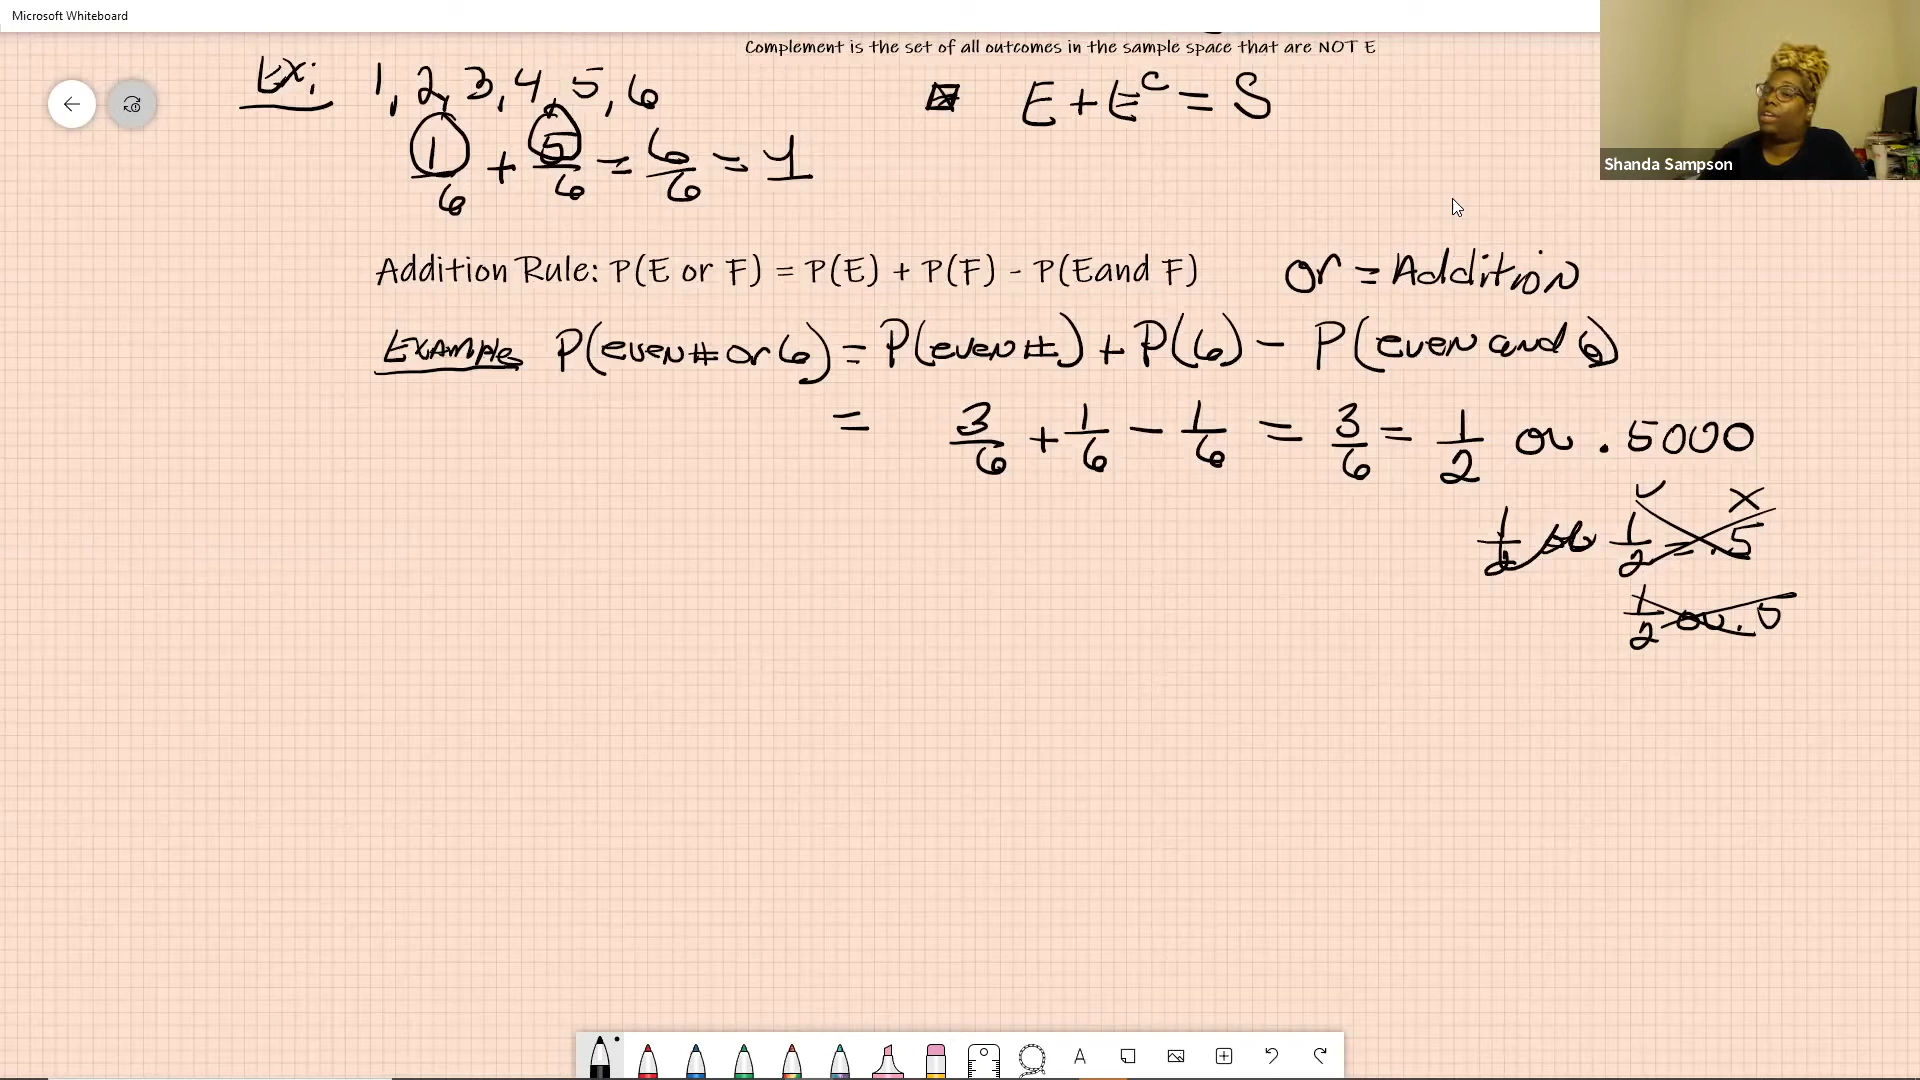 Microsoft Whiteboard
Complement is the set of all outcomes in the sample space that are NOT E
Ex: 1, 2, 3, 4, 5, 6
E + E^c = S
1/6 + 5/6 = 6/6 = 1
Shanda Sampson
Addition Rule: P(E or F) = P(E) + P(F) - P(Eand F)
or = Addition
Example P(even # or 6) = P(even #) + P(6) - P(even and 6)
= 3/6 + 1/6 - 1/6 = 3/6 = 1/2 or .5000
✓ X
1/2 1/2 = .5
1/2 or .5
A